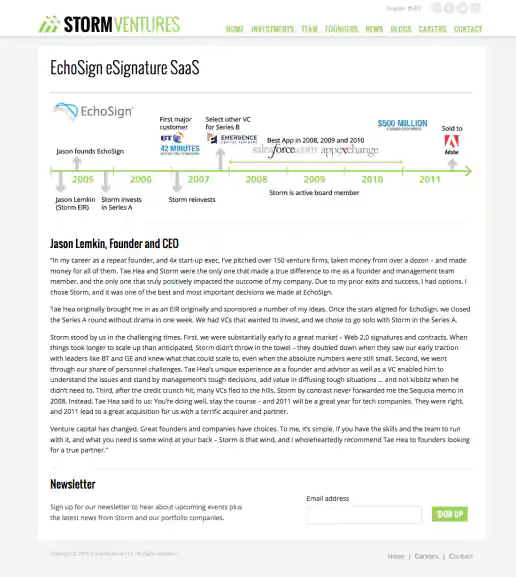 English 한국어
STORMVENTURES
HOME INVESTMENTS TEAM FOUNDERS NEWS BLOGS CAREERS CONTACT
EchoSign eSignature SaaS
EchoSign
First major
customer
BT
42 MINUTES
Select other VC
for Series B
EMERGENCE
Best App in 2008, 2009 and 2010
salesforce.com appexchange
$500 MILLION
Sold to
Adobe
Jason founds EchoSign
2005 2006 2007 2008 2009 2010 2011
Jason Lemkin
(Storm EIR)
Storm invests
in Series A
Storm reinvests
Storm is active board member
Jason Lemkin, Founder and CEO
"In my career as a repeat founder, and 4x start-up exec, I've pitched over 150 venture firms, taken money from over a dozen – and made
money for all of them. Tae Hea and Storm were the only one that made a true difference to me as a founder and management team
member, and the only one that truly positively impacted the outcome of my company. Due to my prior exits and success, I had options. I
chose Storm, and it was one of the best and most important decisions we made at EchoSign.
Tae Hea originally brought me in as an EIR originally and sponsored a number of my ideas. Once the stars aligned for EchoSign, we closed
the Series A round without drama in one week. We had VCs that wanted to invest, and we chose to go solo with Storm in the Series A.
Storm stood by us in the challenging times. First, we were substantially early to a great market – Web 2.0 signatures and contracts. When
things took longer to scale up than anticipated, Storm didn't throw in the towel – they doubled down when they saw our early traction
with leaders like BT and GE and knew what that could scale to, even when the absolute numbers were still small. Second, we went
through our share of personnel challenges. Tae Hea's unique experience as a founder and advisor as well as a VC enabled him to
understand the issues and stand by management's tough decisions, add value in diffusing tough situations ... and not kibbitz when he
didn't need to. Third, after the credit crunch hit, many VCs fled to the hills. Storm by contrast never forwarded me the Sequoia memo in
2008. Instead, Tae Hea said to us: You're doing well, stay the course – and 2011 will be a great year for tech companies. They were right,
and 2011 lead to a great acquisition for us with a terrific acquirer and partner.
Venture capital has changed. Great founders and companies have choices. To me, it's simple. If you have the skills and the team to run
with it, and what you need is some wind at your back – Storm is that wind, and I wholeheartedly recommend Tae Hea to founders looking
for a true partner."
Newsletter
Sign up for our newsletter to hear about upcoming events plus
the latest news from Storm and our portfolio companies.
Email address
SIGN UP
News | Careers | Contact